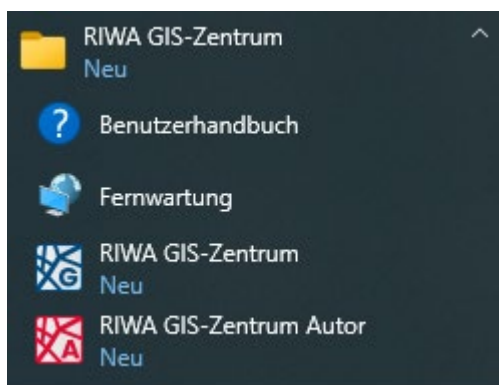 RIWA GIS-Zentrum
Neu
? Benutzerhandbuch
Fernwartung
RIWA GIS-Zentrum
G
Neu
RIWA GIS-Zentrum Autor
A
Neu